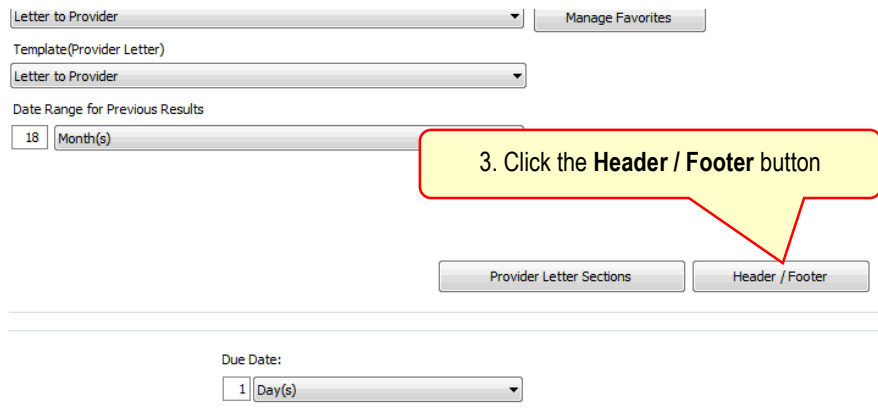 Letter to Provider
Manage Favorites
Template(Provider Letter)
Letter to Provider
Date Range for Previous Results
18 Month(s)
3. Click the Header / Footer button
Provider Letter Sections Header / Footer
Due Date:
1 Day(s)